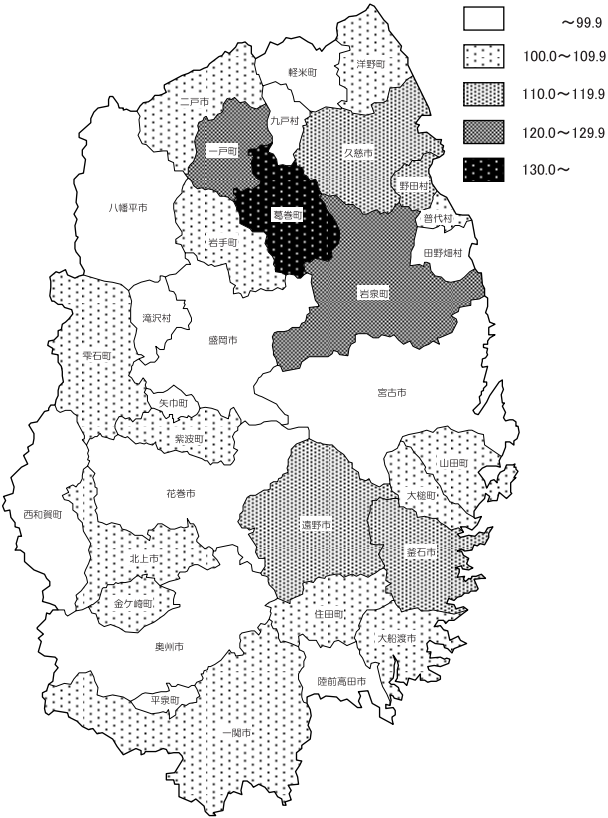 ～99.9
100.0～109.9
110.0～119.9
120.0～129.9
130.0～
洋野町
軽米町
二戸市
九戸村
一戸町
久慈市
野田村
八幡平市
葛巻町
普代村
岩手町
田野畑村
岩泉町
滝沢村
盛岡市
雫石町
宮古市
矢巾町
紫波町
山田町
花巻市
大槌町
西和賀町
遠野市
釜石市
北上市
金ケ崎町
住田町
大船渡市
奥州市
陸前高田市
平泉町
一関市